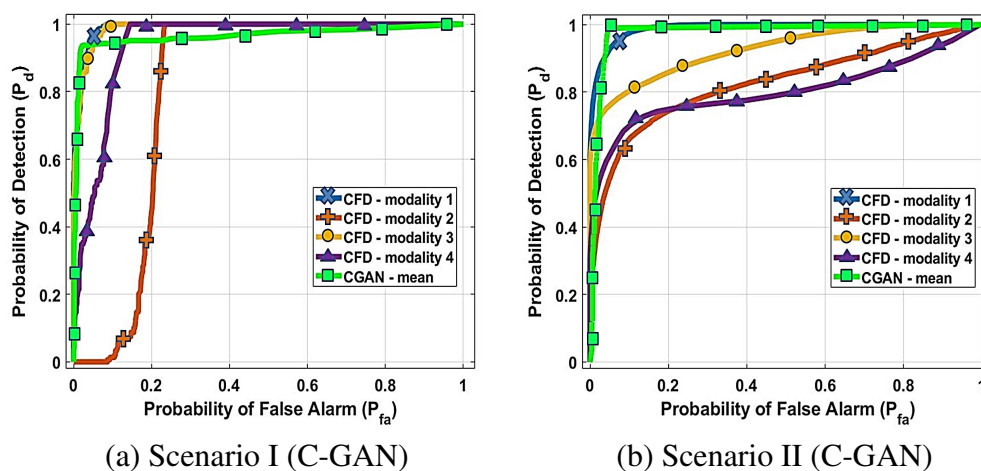 Probability of Detection (Pd)
1
0.8
0.6
0.4
0.2
0
CFD - modality 1
CFD - modality 2
CFD - modality 3
CFD - modality 4
CGAN - mean
0 0.2 0.4 0.6 0.8 1
Probability of False Alarm (Pfa)
(a) Scenario I (C-GAN)
Probability of Detection (Pd)
1
0.8
0.6
0.4
0.2
0
CFD - modality 1
CFD - modality 2
CFD - modality 3
CFD - modality 4
CGAN - mean
0 0.2 0.4 0.6 0.8 1
Probability of False Alarm (Pfa)
(b) Scenario II (C-GAN)